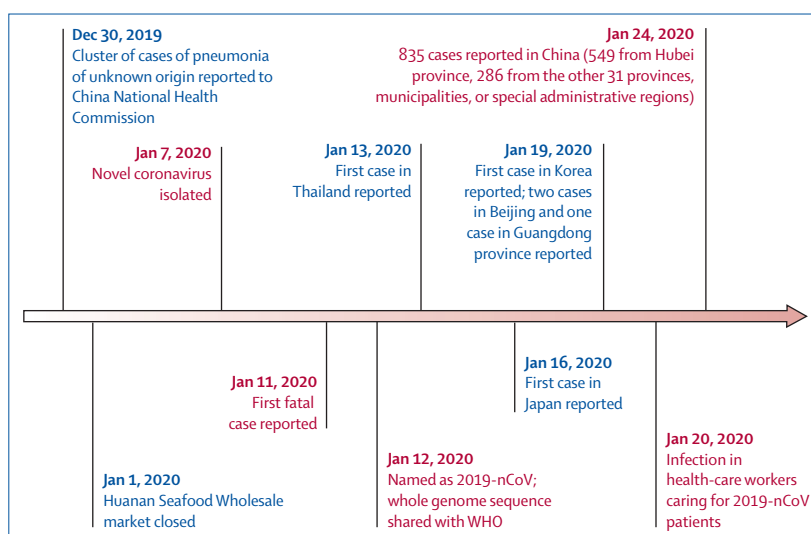 Dec 30, 2019
Cluster of cases of pneumonia
of unknown origin reported to
China National Health
Commission
Jan 24, 2020
835 cases reported in China (549 from Hubei
province, 286 from the other 31 provinces,
municipalities, or special administrative regions)
Jan 7, 2020
Novel coronavirus
isolated
Jan 13, 2020
First case in
Thailand reported
Jan 19, 2020
First case in Korea
reported; two cases
in Beijing and one
case in Guangdong
province reported
Jan 11, 2020
First fatal
case reported
Jan 16, 2020
First case in
Japan reported
Jan 1, 2020
Huanan Seafood Wholesale
market closed
Jan 12, 2020
Named as 2019-nCoV;
whole genome sequence
shared with WHO
Jan 20, 2020
Infection in
health-care workers
caring for 2019-nCoV
patients